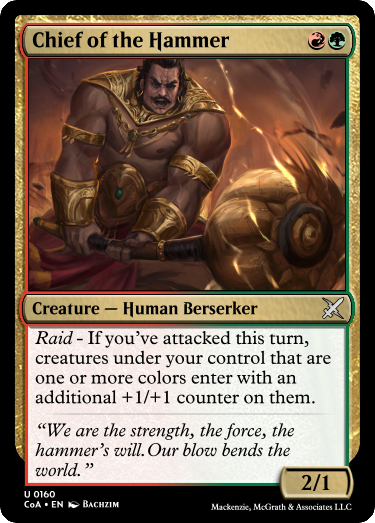 Chief of the Hammer
Creature — Human Berserker
Raid - If you've attacked this turn,
creatures under your control that are
one or more colors enter with an
additional +1/+1 counter on them.
“We are the strength, the force, the
hammer's will.Our blow bends the
world.”
2/1
U 0160
CoA • EN Bachzim
Mackenzie, McGrath & Associates LLC